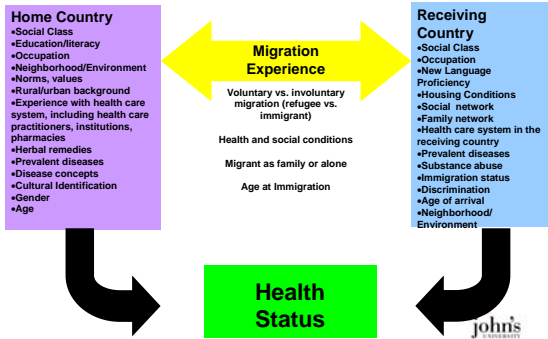 Home Country
•Social Class
•Education/literacy
•Occupation
•Neighborhood/Environment
•Norms, values
•Rural/urban background
•Experience with health care
system, including health care
practitioners, institutions,
pharmacies
•Herbal remedies
•Prevalent diseases
•Disease concepts
•Cultural Identification
•Gender
•Age
Migration
Experience
Voluntary vs. involuntary
migration (refugee vs.
immigrant)
Health and social conditions
Migrant as family or alone
Age at Immigration
Receiving
Country
•Social Class
•Occupation
•New Language
Proficiency
•Housing Conditions
•Social network
•Family network
•Health care system in the
receiving country
•Prevalent diseases
•Substance abuse
•Immigration status
•Discrimination
•Age of arrival
•Neighborhood/
Environment
Health
Status
john's
UNIVERSITY